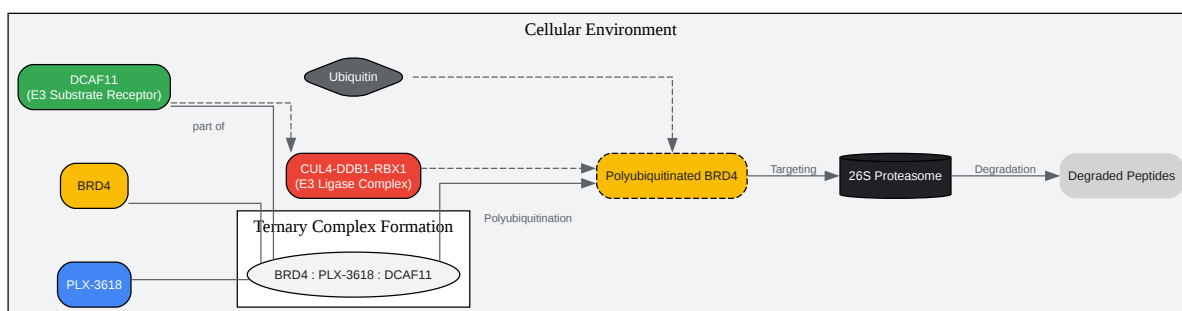 Cellular Environment
DCAF11
(E3 Substrate Receptor)
Ubiquitin
part of
BRD4
CUL4-DDB1-RBX1
(E3 Ligase Complex)
Polyubiquitinated BRD4
Targeting
26S Proteasome
Degradation
Degraded Peptides
Polyubiquitination
Ternary Complex Formation
PLX-3618
BRD4 : PLX-3618 : DCAF11